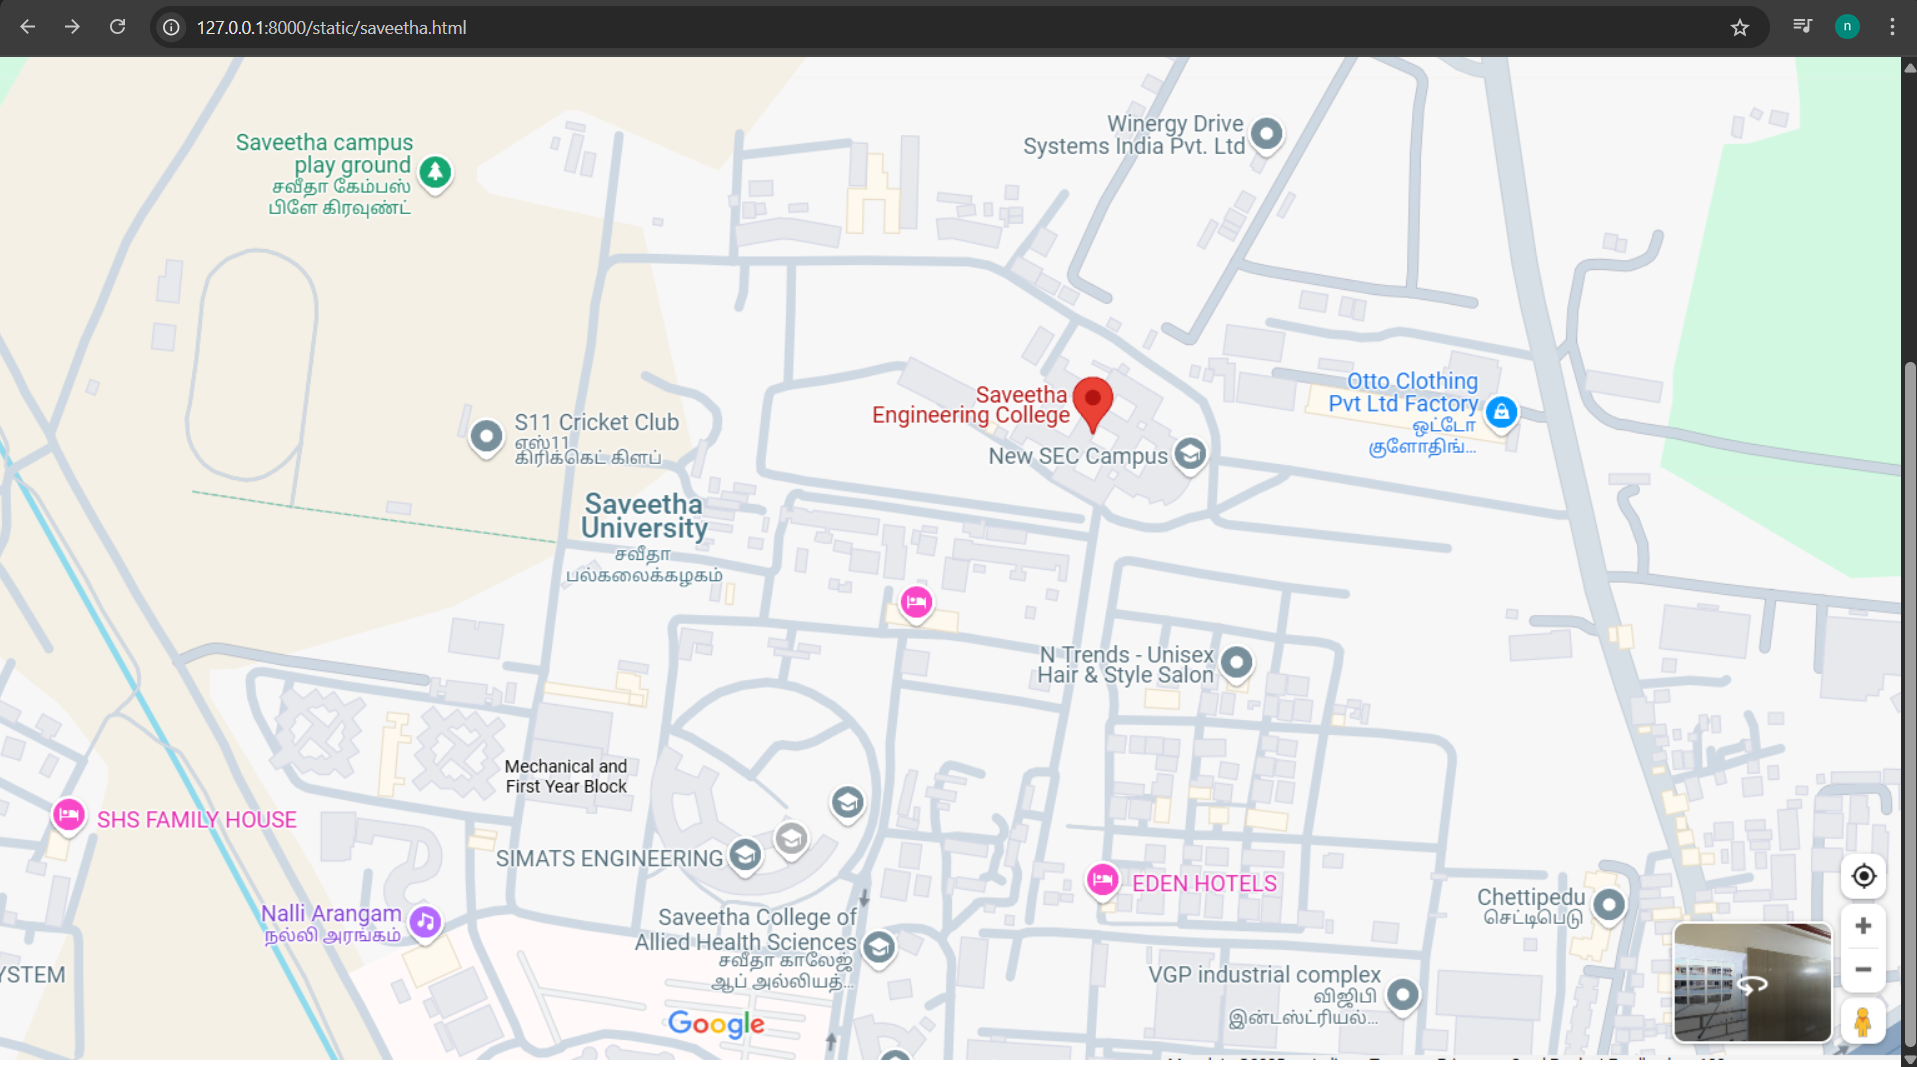 127.0.0.1:8000/static/saveetha.html
n
Saveetha campus
play ground
சவீதா கேம்பஸ்
பிளே கிரவுண்ட்
Winergy Drive
Systems India Pvt. Ltd
Otto Clothing
Pvt Ltd Factory
ஒட்டோ
குளோதிங்...
Saveetha
Engineering College
New SEC Campus
S11 Cricket Club
எஸ்11
கிரிக்கெட் கிளப்
Saveetha
University
சவீதா
பல்கலைக்கழகம்
N Trends - Unisex
Hair & Style Salon
Mechanical and
First Year Block
SHS FAMILY HOUSE
SIMATS ENGINEERING
EDEN HOTELS
Chettipedu
செட்டிபெடு
Nalli Arangam
நல்லி அரங்கம்
Saveetha College of
Allied Health Sciences
சவீதா காலேஜ்
ஆப் அல்லியத்...
YSTEM
VGP industrial complex
விஜிபி
இன்டஸ்ட்ரியல்...
Google